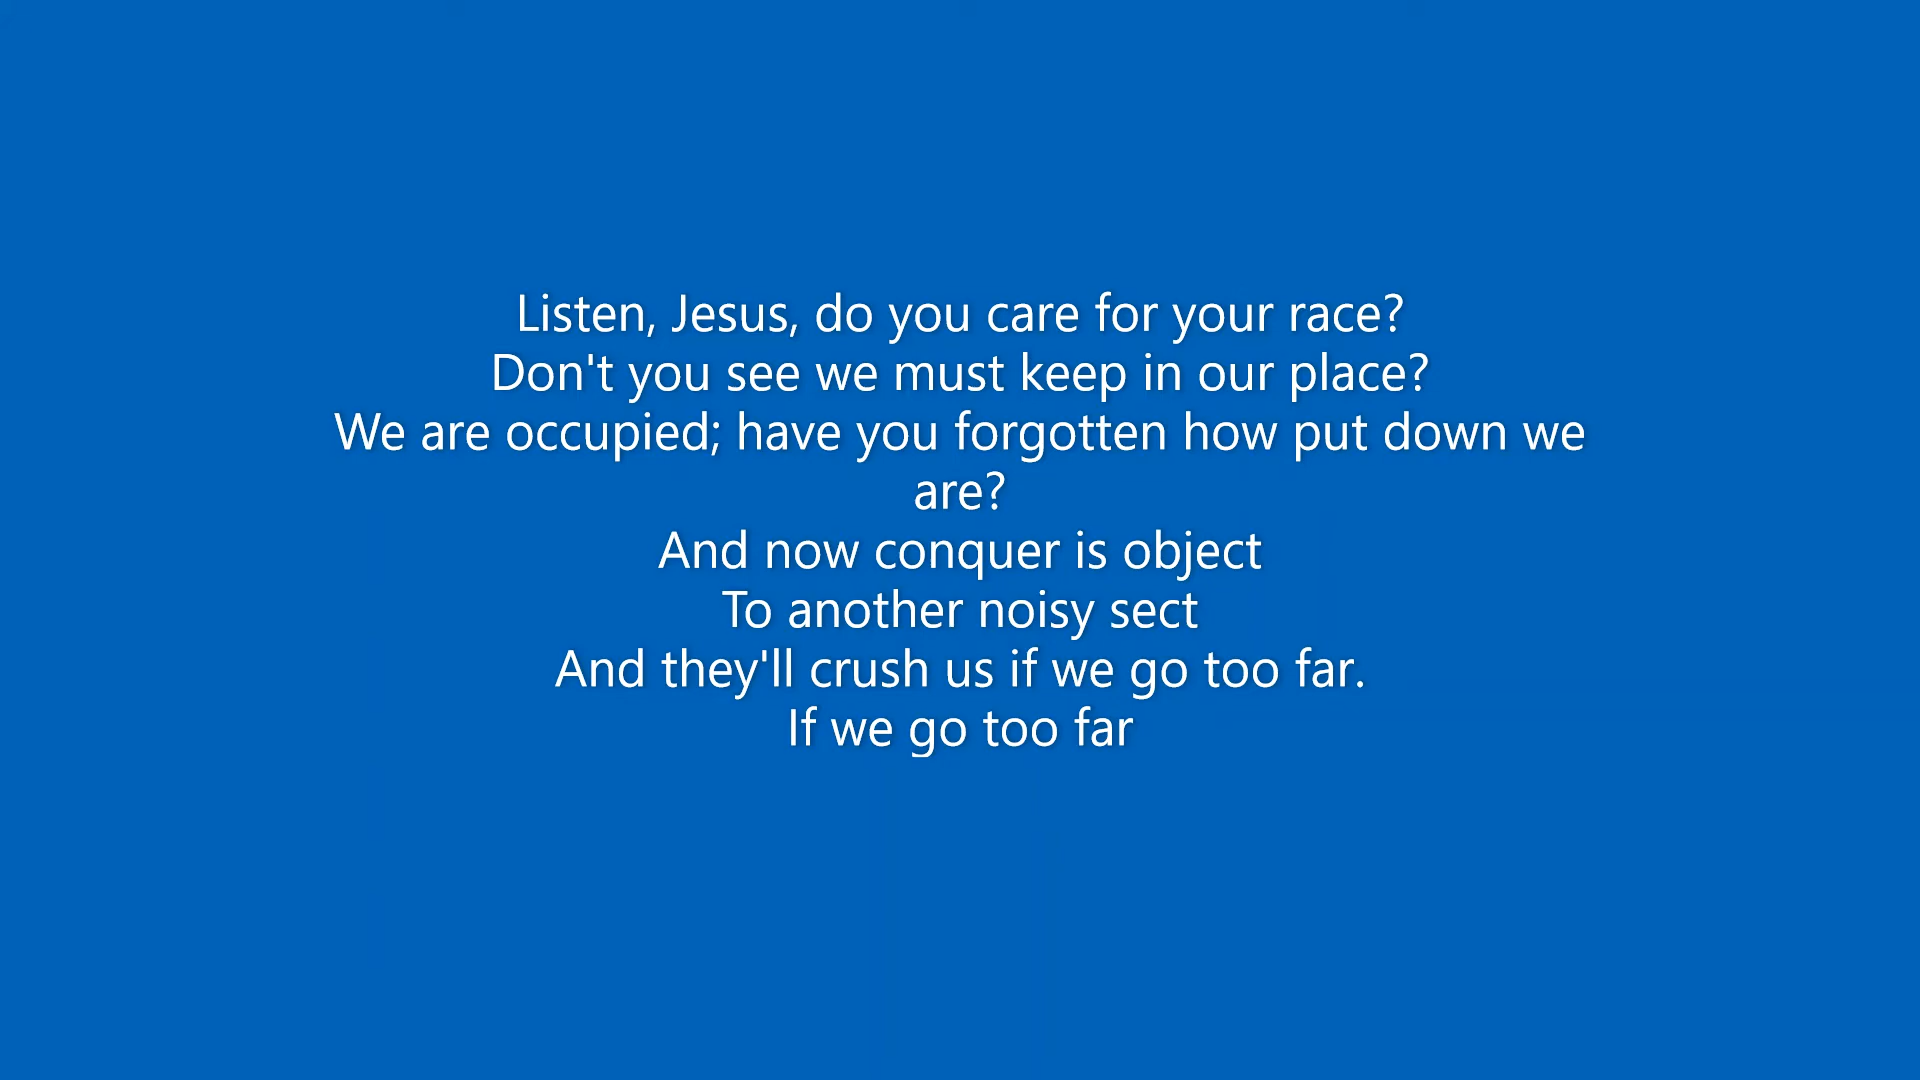 Listen, Jesus, do you care for your race?
Don't you see we must keep in our place?
We are occupied; have you forgotten how put down we
are?
And now conquer is object
To another noisy sect
And they'll crush us if we go too far.
If we go too far